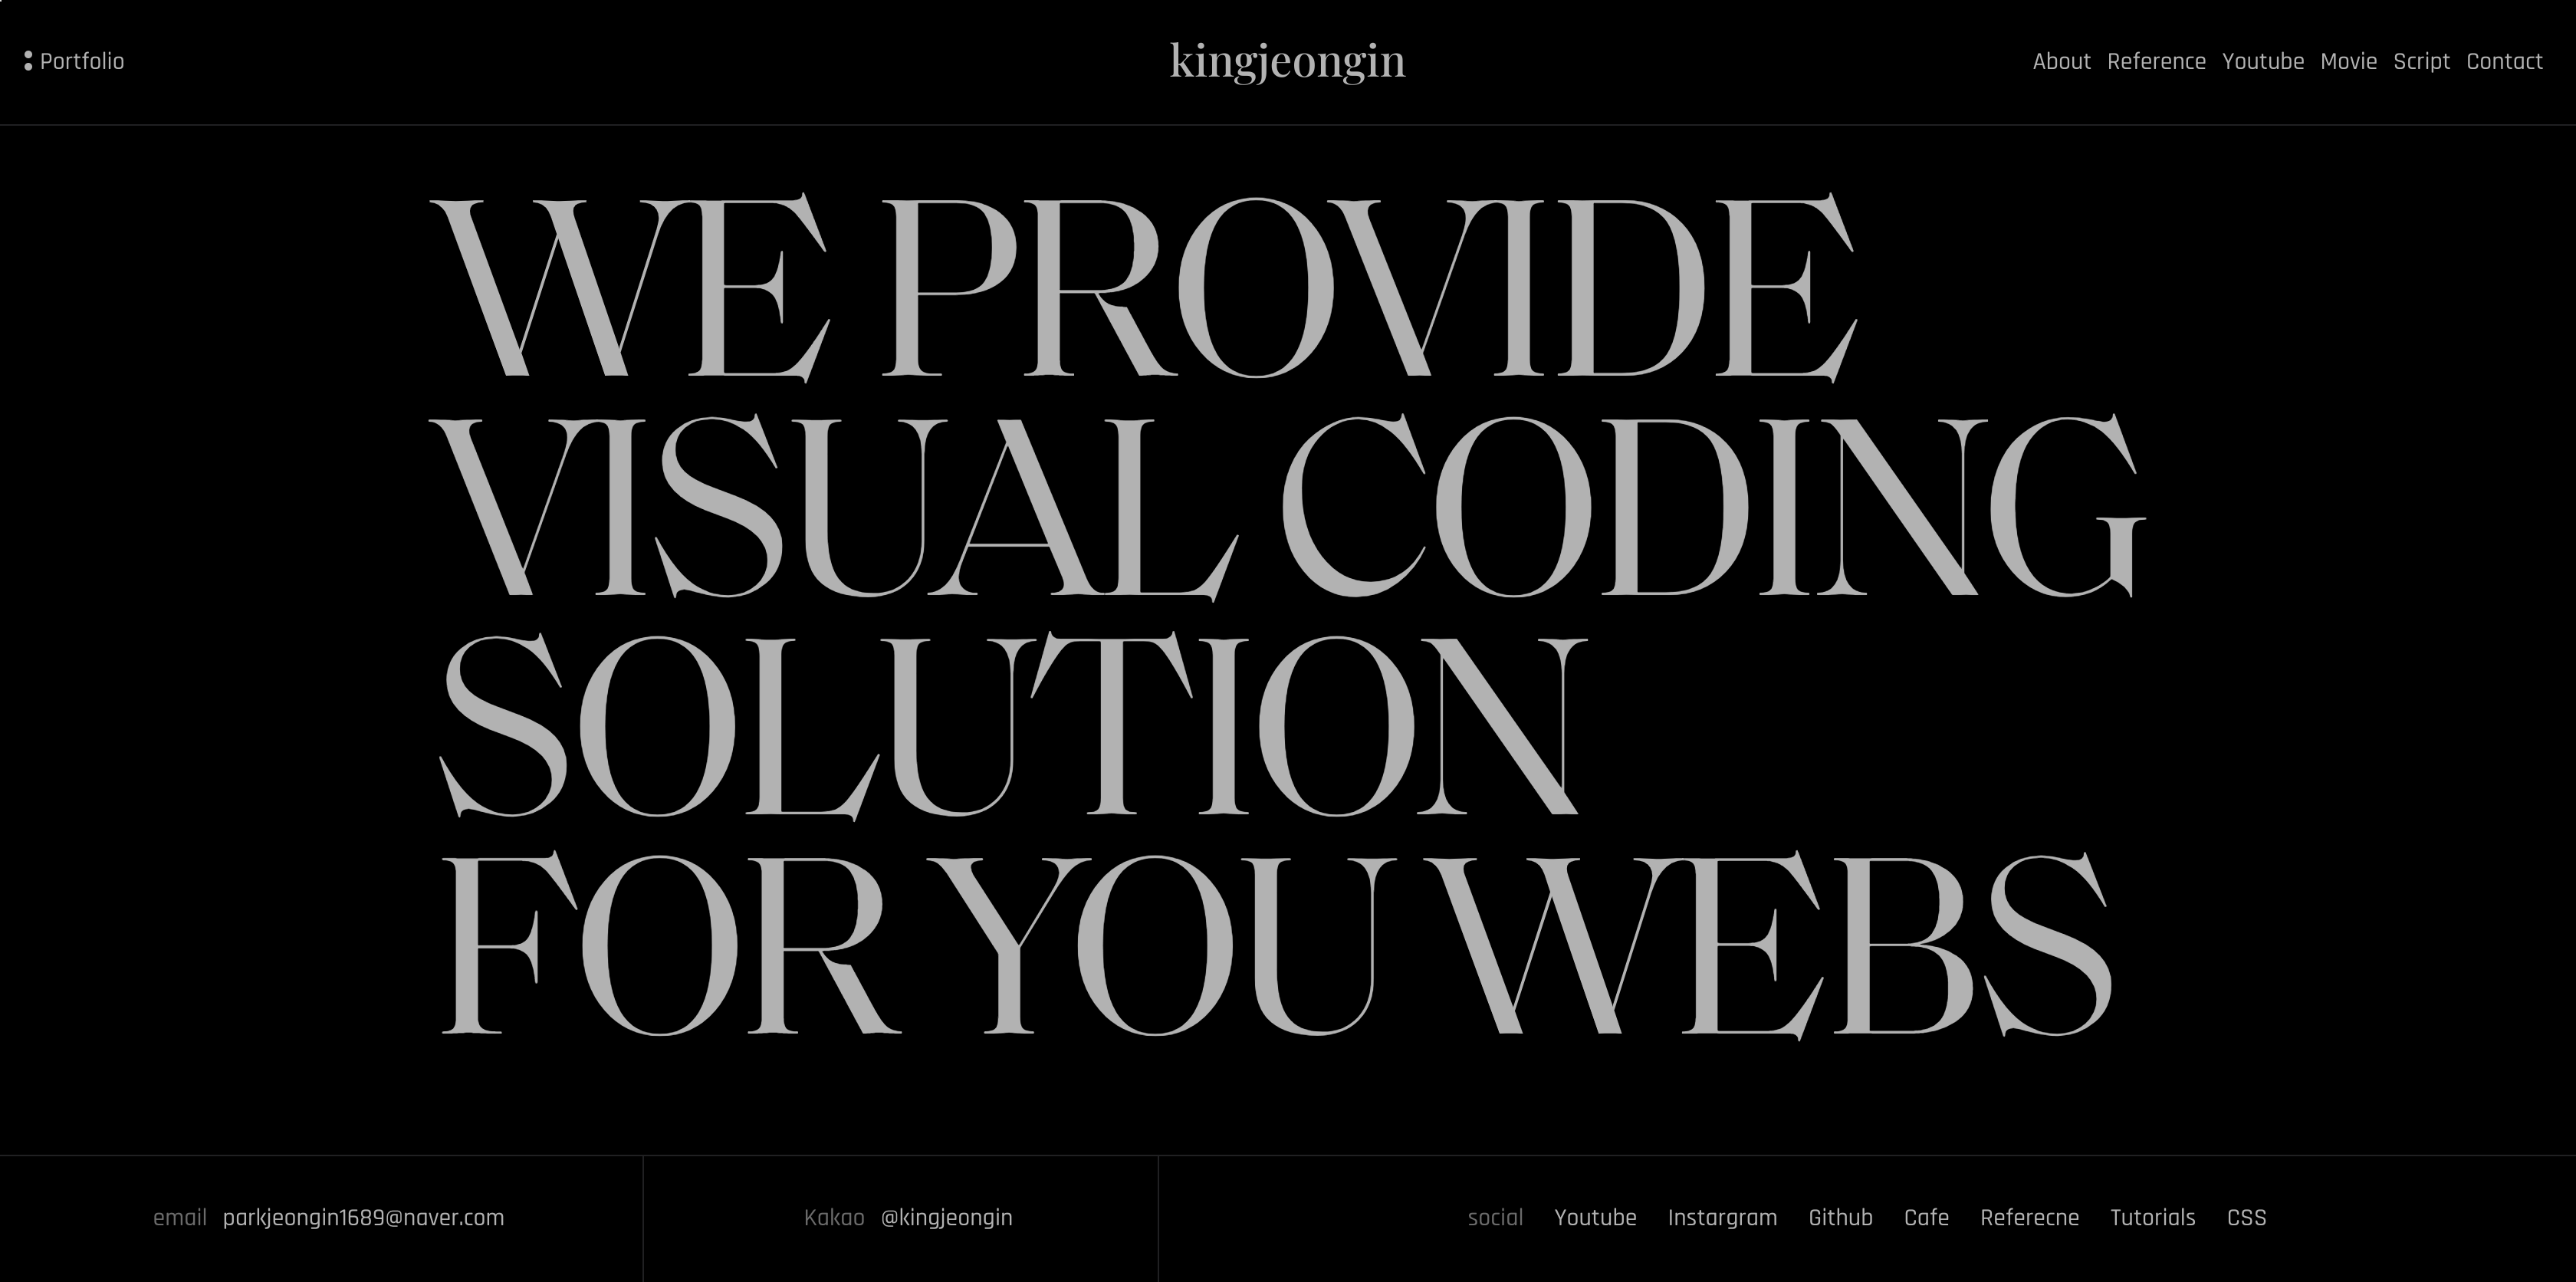 Portfolio
kingjeongin
About Reference Youtube Movie Script Contact
WE PROVIDE
VISUAL CODING
SOLUTION
FOR YOU WEBS
email parkjeongin1689@naver.com
Kakao @kingjeongin
social Youtube Instargram Github Cafe Referecne Tutorials CSS